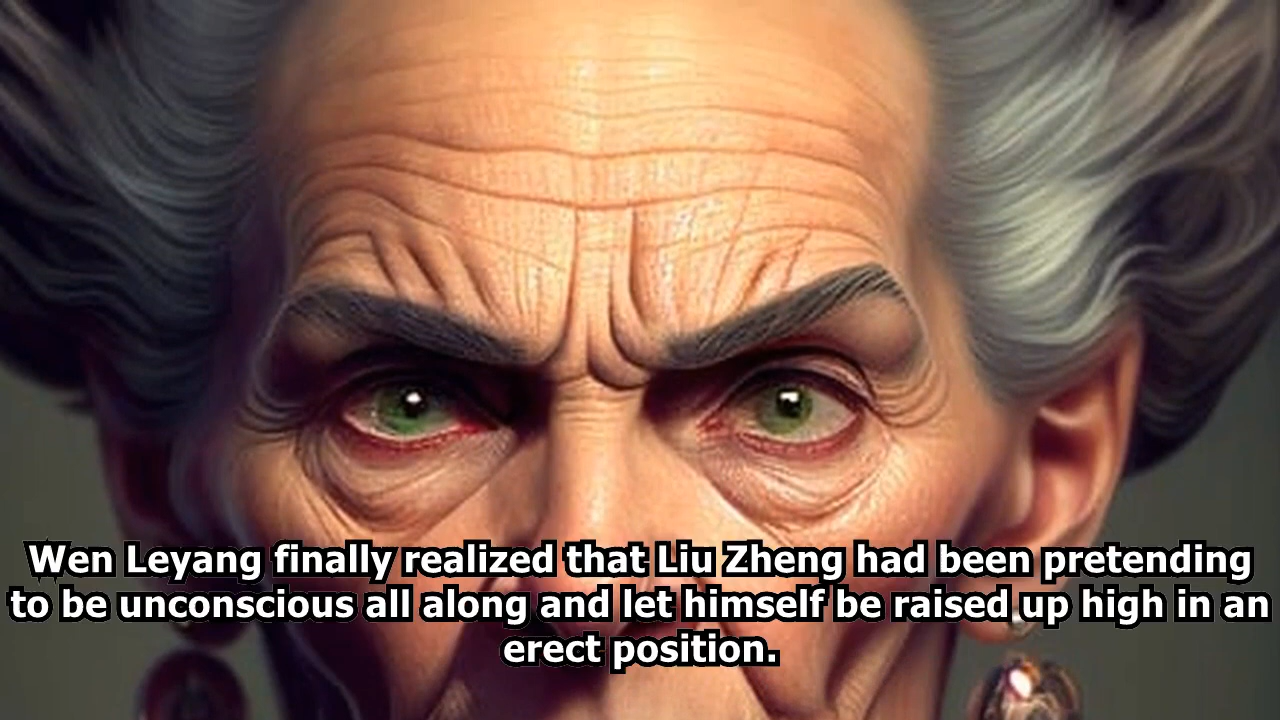 Wen Leyang finally realized that Liu Zheng had been pretending
to be unconscious all along and let himself be raised up high in an
erect position.